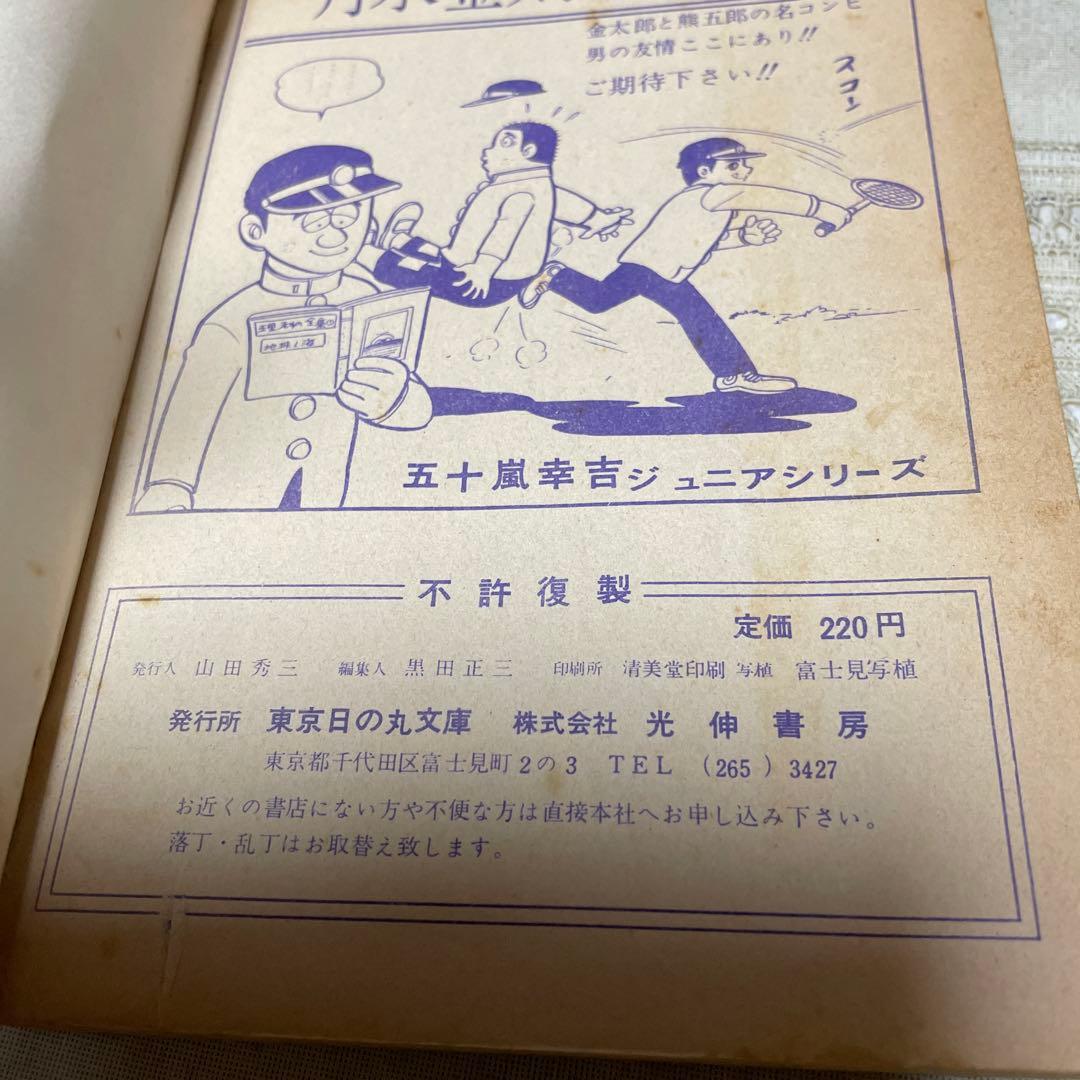 金太郎と熊五郎の名コンビ
男の友情ここにあり!!
ご期待下さい!!
スコーン
全集
五十嵐幸吉ジュニアシリーズ
不許復製
定価 220円
発行人 山田秀三 編集人 黒田正三 印刷所 清美堂印刷 写植 富士見写植
発行所 東京日の丸文庫 株式会社 光伸書房
東京都千代田区富士見町2の3 TEL (265) 3427
お近くの書店にない方や不便な方は直接本社へお申し込み下さい。
落丁・乱丁はお取替え致します。